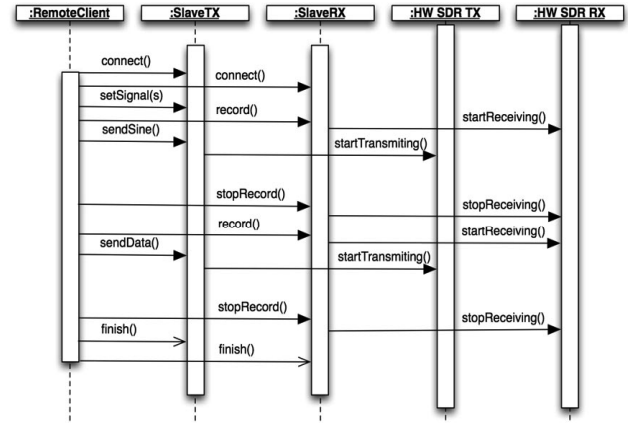 :RemoteClient :SlaveTX :SlaveRX :HW SDR TX :HW SDR RX
connect()
connect()
setSignal(s)
record()
startReceiving()
sendSine()
startTransmiting()
stopRecord()
stopReceiving()
record()
startReceiving()
sendData()
startTransmiting()
stopRecord()
stopReceiving()
finish()
finish()